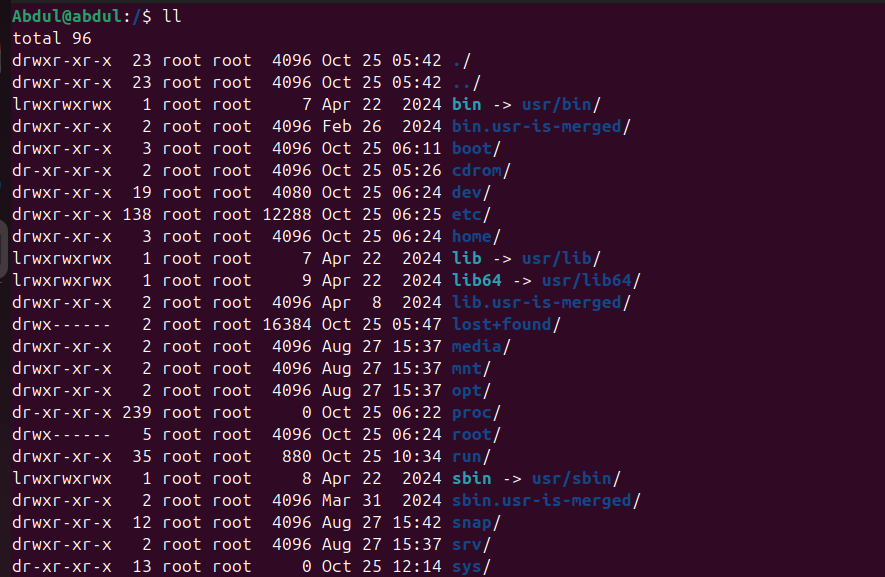 Abdul@abdul:/$ ll
total 96
drwxr-xr-x  23 root root  4096 Oct 25 05:42 ./
drwxr-xr-x  23 root root  4096 Oct 25 05:42 ../
lrwxrwxrwx   1 root root     7 Apr 22  2024 bin -> usr/bin/
drwxr-xr-x   2 root root  4096 Feb 26  2024 bin.usr-is-merged/
drwxr-xr-x   3 root root  4096 Oct 25 06:11 boot/
dr-xr-xr-x   2 root root  4096 Oct 25 05:26 cdrom/
drwxr-xr-x  19 root root  4080 Oct 25 06:24 dev/
drwxr-xr-x 138 root root 12288 Oct 25 06:25 etc/
drwxr-xr-x   3 root root  4096 Oct 25 06:24 home/
lrwxrwxrwx   1 root root     7 Apr 22  2024 lib -> usr/lib/
lrwxrwxrwx   1 root root     9 Apr 22  2024 lib64 -> usr/lib64/
drwxr-xr-x   2 root root  4096 Apr  8  2024 lib.usr-is-merged/
drwx------   2 root root 16384 Oct 25 05:47 lost+found/
drwxr-xr-x   2 root root  4096 Aug 27 15:37 media/
drwxr-xr-x   2 root root  4096 Aug 27 15:37 mnt/
drwxr-xr-x   2 root root  4096 Aug 27 15:37 opt/
dr-xr-xr-x 239 root root     0 Oct 25 06:22 proc/
drwx------   5 root root  4096 Oct 25 06:24 root/
drwxr-xr-x  35 root root   880 Oct 25 10:34 run/
lrwxrwxrwx   1 root root     8 Apr 22  2024 sbin -> usr/sbin/
drwxr-xr-x   2 root root  4096 Mar 31  2024 sbin.usr-is-merged/
drwxr-xr-x  12 root root  4096 Aug 27 15:42 snap/
drwxr-xr-x   2 root root  4096 Aug 27 15:37 srv/
dr-xr-xr-x  13 root root     0 Oct 25 12:14 sys/